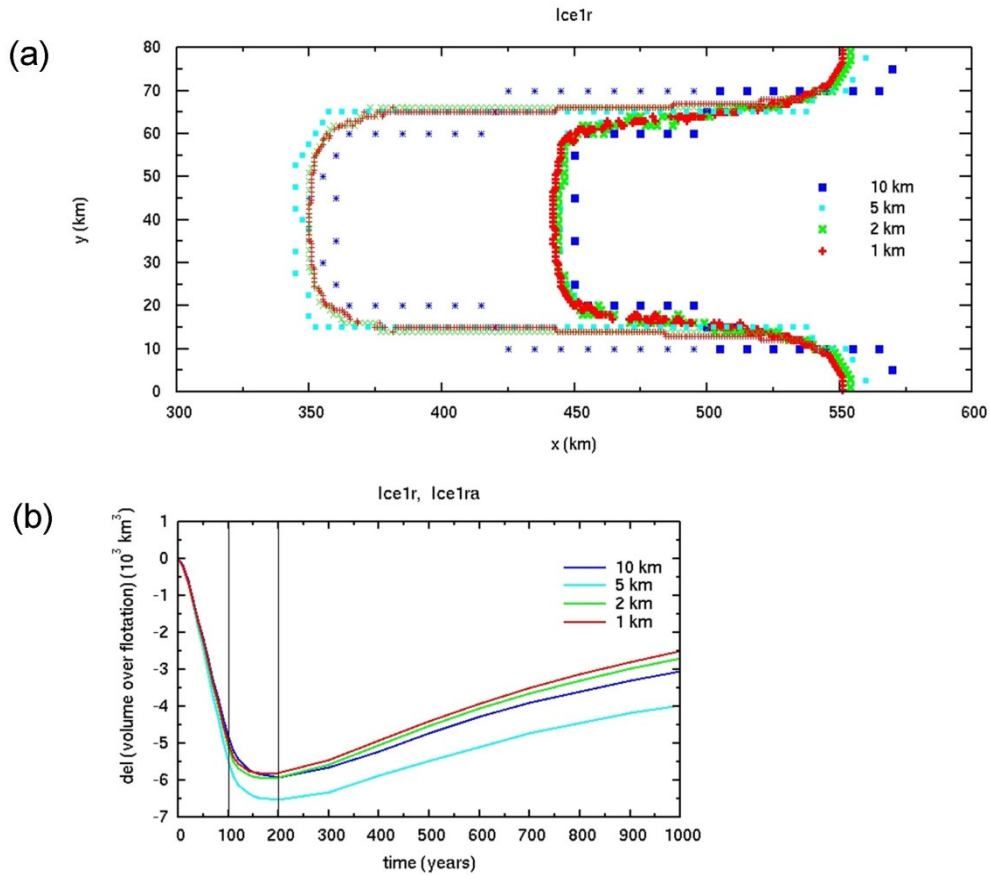 Ice1r
(a)
80
70
60
50
40
30
20
10
0
y (km)
10 km
5 km
2 km
1 km
300 350 400 450 500 550 600
x (km)
(b)
Ice1r, Ice1ra
1
0
-1
-2
-3
-4
-5
-6
-7
del (volume over flotation) (10³ km³)
10 km
5 km
2 km
1 km
0 100 200 300 400 500 600 700 800 900 1000
time (years)